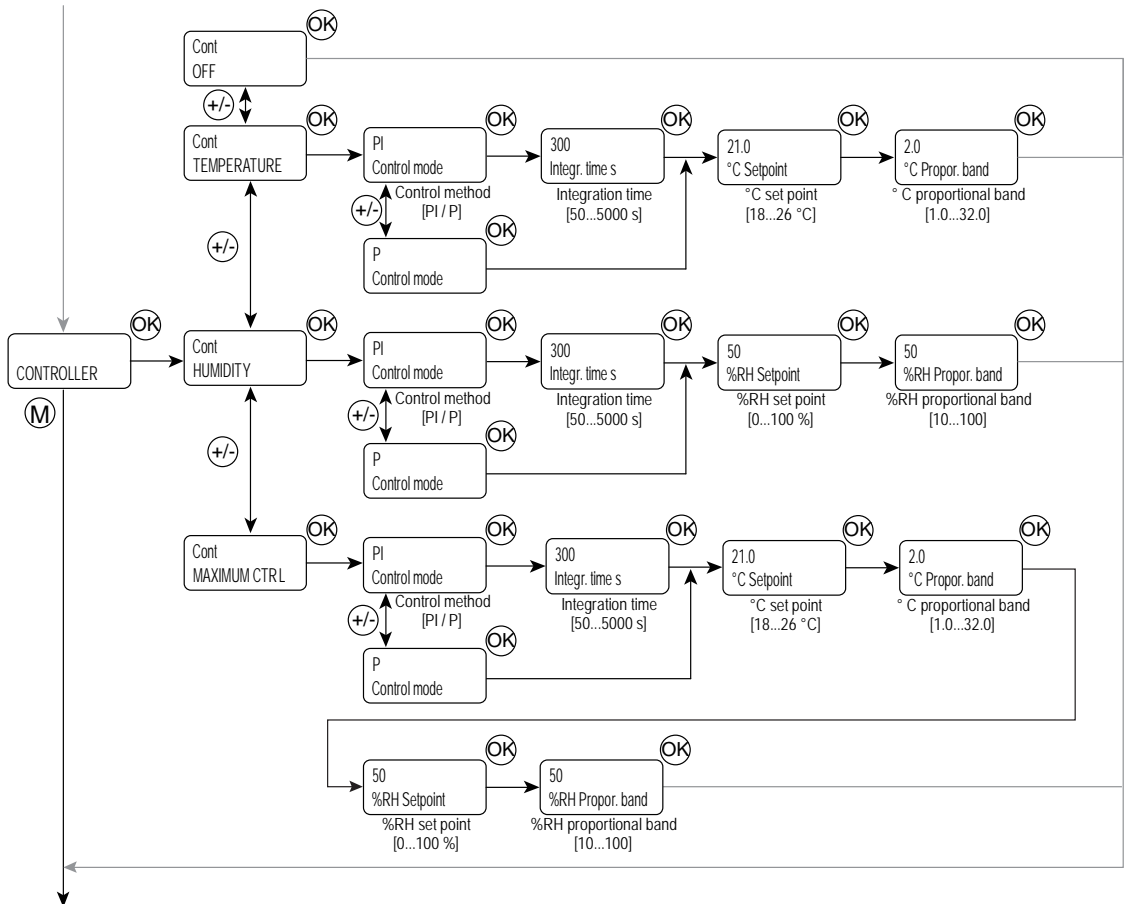 OK
Cont
OFF
+/-
OK
OK
OK
OK
OK
Cont
TEMPERATURE
PI
Control mode
300
Integr. time s
21.0
°C Setpoint
2.0
°C Propor. band
Control method
[PI / P]
Integration time
[50...5000 s]
°C set point
[18...26 °C]
° C proportional band
[1.0...32.0]
+/-
OK
P
Control mode
+/-
OK
OK
OK
OK
OK
OK
CONTROLLER
Cont
HUMIDITY
PI
Control mode
300
Integr. time s
50
%RH Setpoint
50
%RH Propor. band
Control method
[PI / P]
Integration time
[50...5000 s]
%RH set point
[0...100 %]
%RH proportional band
[10...100]
M
+/-
OK
P
Control mode
+/-
OK
OK
OK
OK
OK
Cont
MAXIMUM CTRL
PI
Control mode
300
Integr. time s
21.0
°C Setpoint
2.0
°C Propor. band
Control method
[PI / P]
Integration time
[50...5000 s]
°C set point
[18...26 °C]
° C proportional band
[1.0...32.0]
+/-
OK
P
Control mode
OK
OK
50
%RH Setpoint
50
%RH Propor. band
%RH set point
[0...100 %]
%RH proportional band
[10...100]